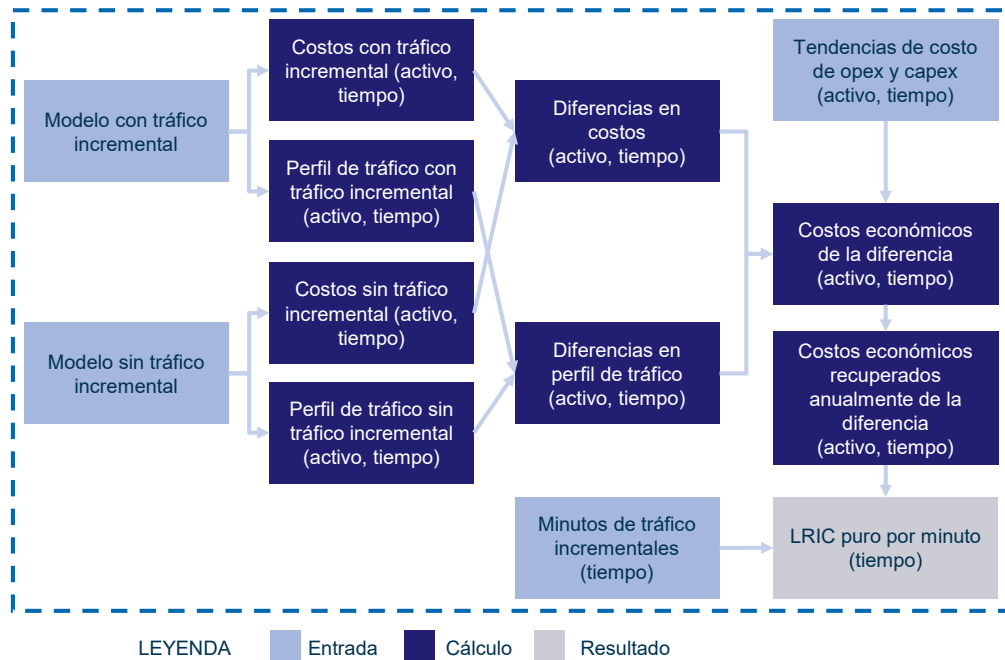 Modelo con tráfico
incremental
Modelo sin tráfico
incremental
Costos con tráfico
incremental (activo,
tiempo)
Perfil de tráfico con
tráfico incremental
(activo, tiempo)
Costos sin tráfico
incremental (activo,
tiempo)
Perfil de tráfico sin
tráfico incremental
(activo, tiempo)
Diferencias en
costos
(activo, tiempo)
Diferencias en
perfil de tráfico
(activo, tiempo)
Minutos de tráfico
incrementales
(tiempo)
Tendencias de costo
de opex y capex
(activo, tiempo)
Costos económicos
de la diferencia
(activo, tiempo)
Costos económicos
recuperados
anualmente de la
diferencia
(activo, tiempo)
LRIC puro por minuto
(tiempo)
LEYENDA
Entrada
Cálculo
Resultado